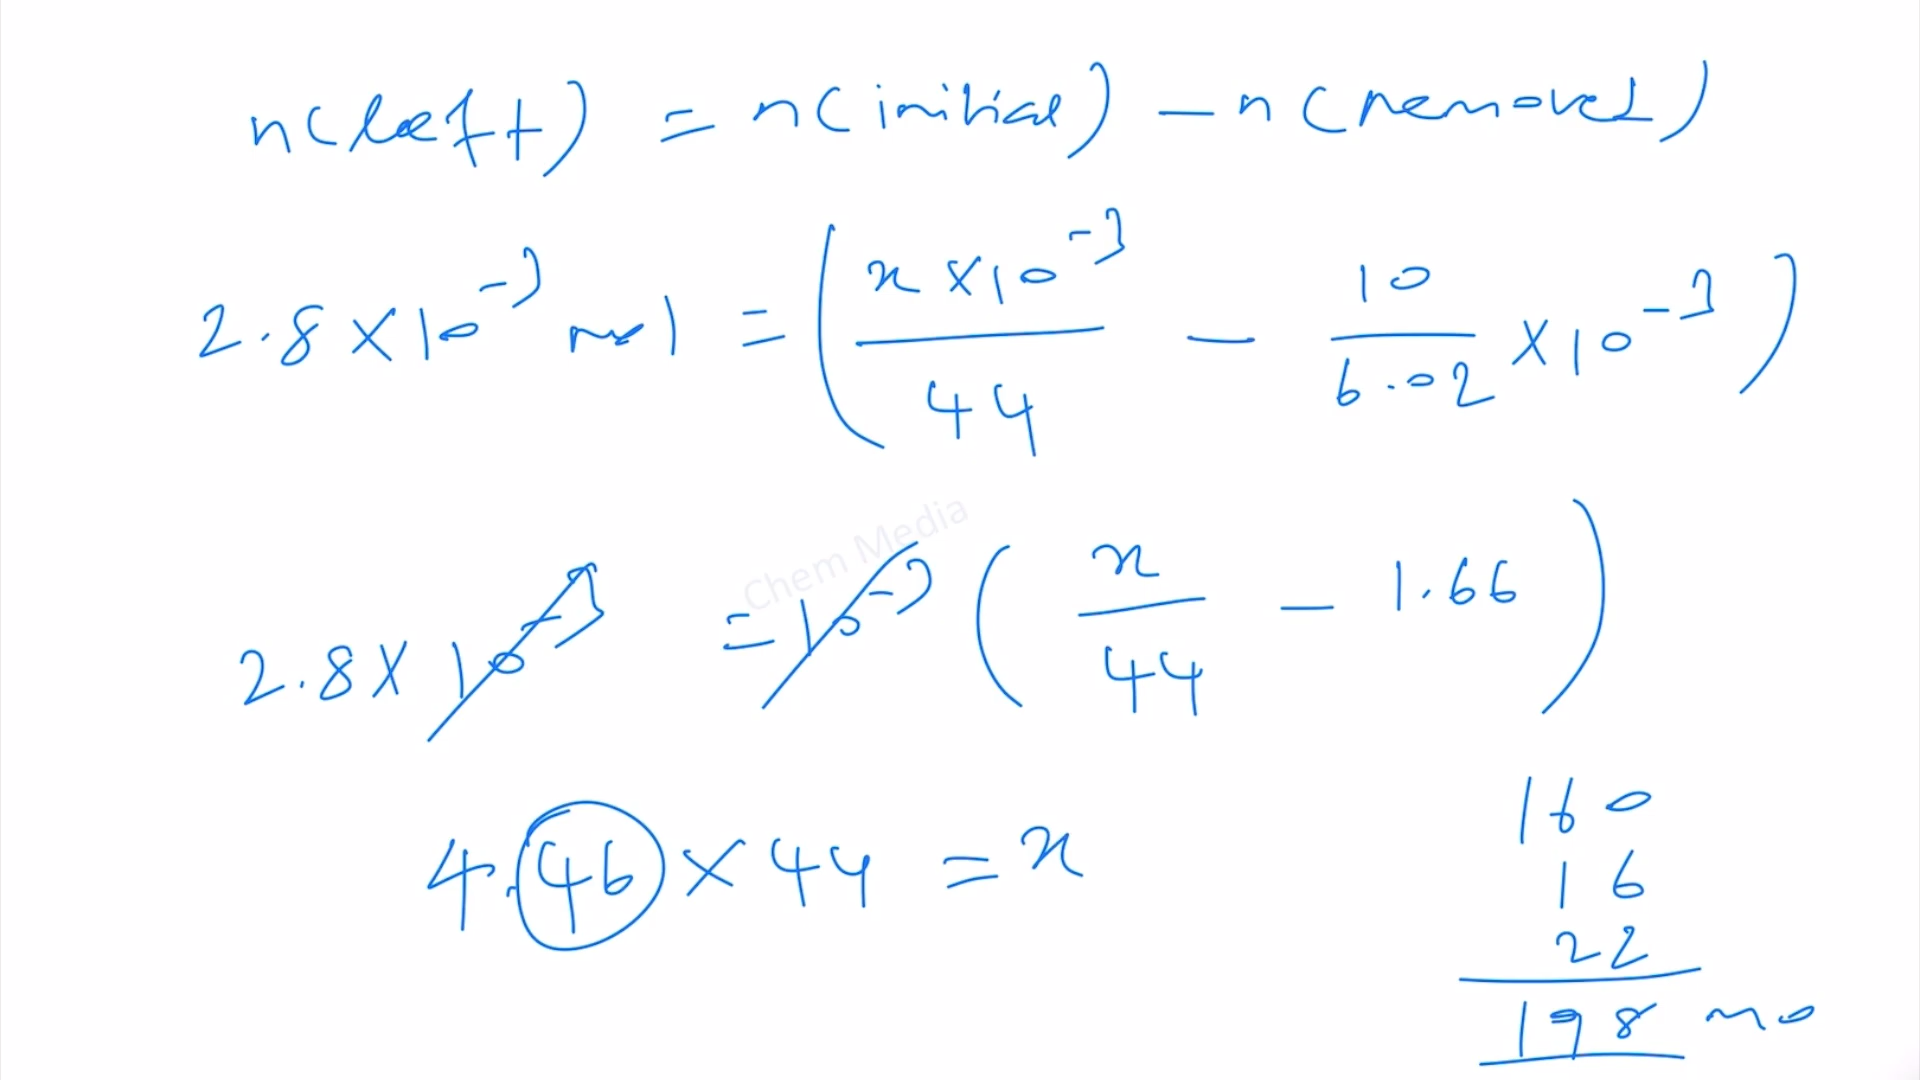 n(left) = n(initial) - n(removed)
2.8 × 10⁻³ mol = ( x × 10⁻³ / 44 - 10 / 6.02 × 10⁻³ )
Chem Media
2.8 × 10⁻³ = 10⁻³ ( x / 44 - 1.66 )
4.46 × 44 = x
160
16
22
198 m